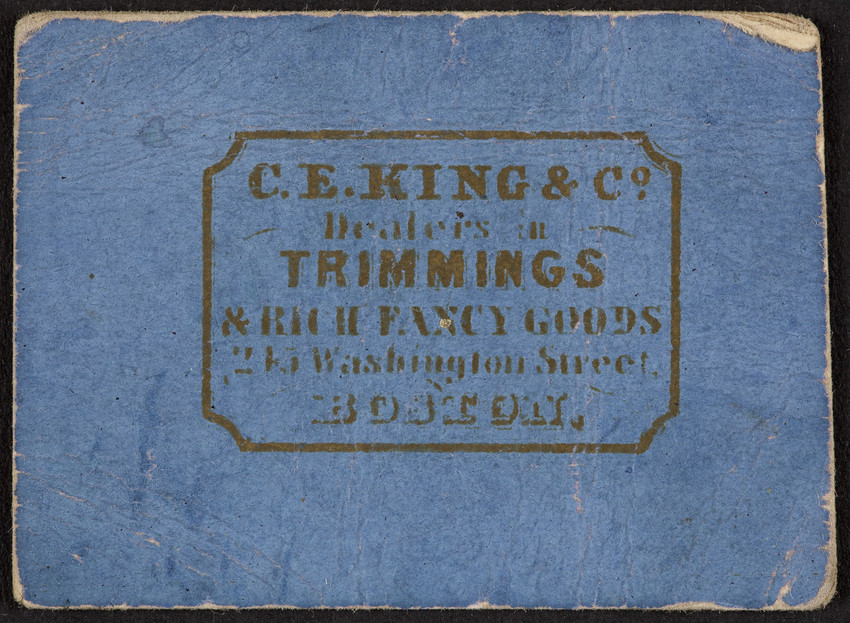 C. E. KING & Co.
Dealers in
TRIMMINGS
& RICH FANCY GOODS
Washington Street,
BOSTON.